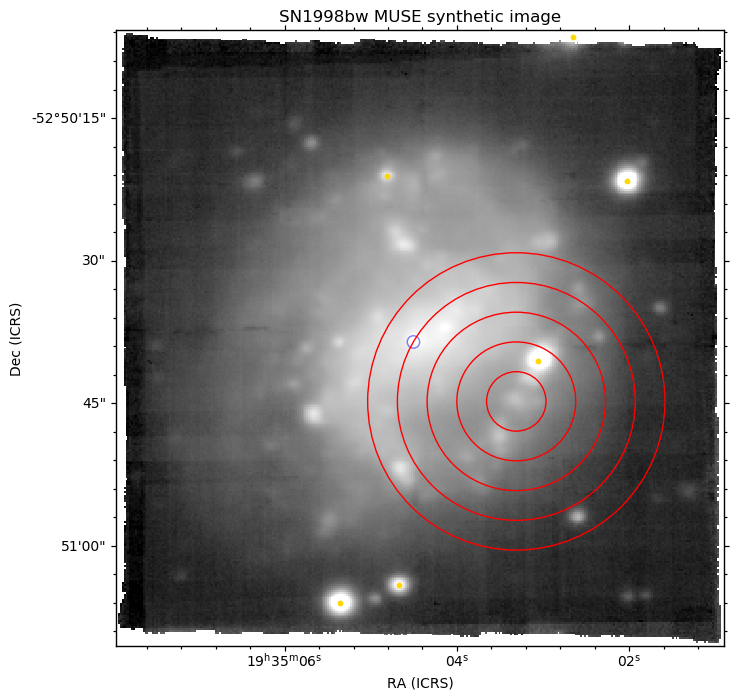 SN1998bw MUSE synthetic image
-52°50'15"
30"
45"
51'00"
Dec (ICRS)
19ʰ35ᵐ06ˢ
04ˢ
02ˢ
RA (ICRS)